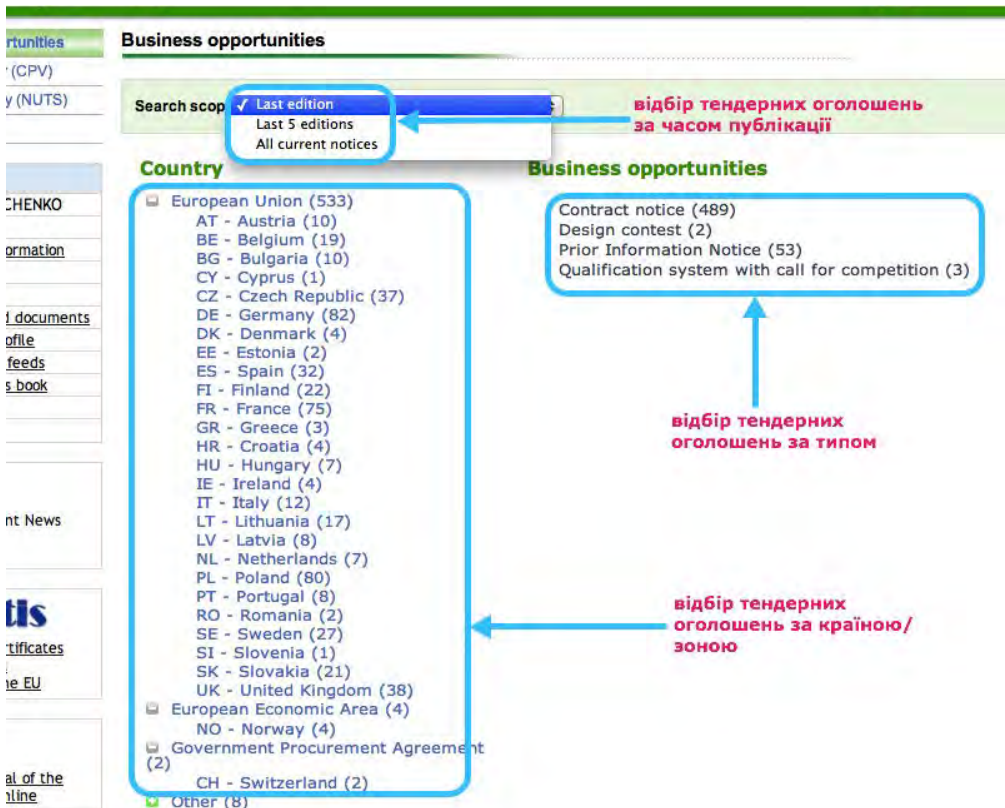 rtunities
(CPV)
y (NUTS)
CHENKO
ormation
d documents
ofile
feeds
s book
nt News
tis
rtificates
ne EU
al of the
nline
Business opportunities
Search scop
✓ Last edition
Last 5 editions
All current notices
відбір тендерних оголошень
за часом публікації
Country
European Union (533)
AT - Austria (10)
BE - Belgium (19)
BG - Bulgaria (10)
CY - Cyprus (1)
CZ - Czech Republic (37)
DE - Germany (82)
DK - Denmark (4)
EE - Estonia (2)
ES - Spain (32)
FI - Finland (22)
FR - France (75)
GR - Greece (3)
HR - Croatia (4)
HU - Hungary (7)
IE - Ireland (4)
IT - Italy (12)
LT - Lithuania (17)
LV - Latvia (8)
NL - Netherlands (7)
PL - Poland (80)
PT - Portugal (8)
RO - Romania (2)
SE - Sweden (27)
SI - Slovenia (1)
SK - Slovakia (21)
UK - United Kingdom (38)
European Economic Area (4)
NO - Norway (4)
Government Procurement Agreement
(2)
CH - Switzerland (2)
Other (8)
Business opportunities
Contract notice (489)
Design contest (2)
Prior Information Notice (53)
Qualification system with call for competition (3)
відбір тендерних
оголошень за типом
відбір тендерних
оголошень за країною/
зоною